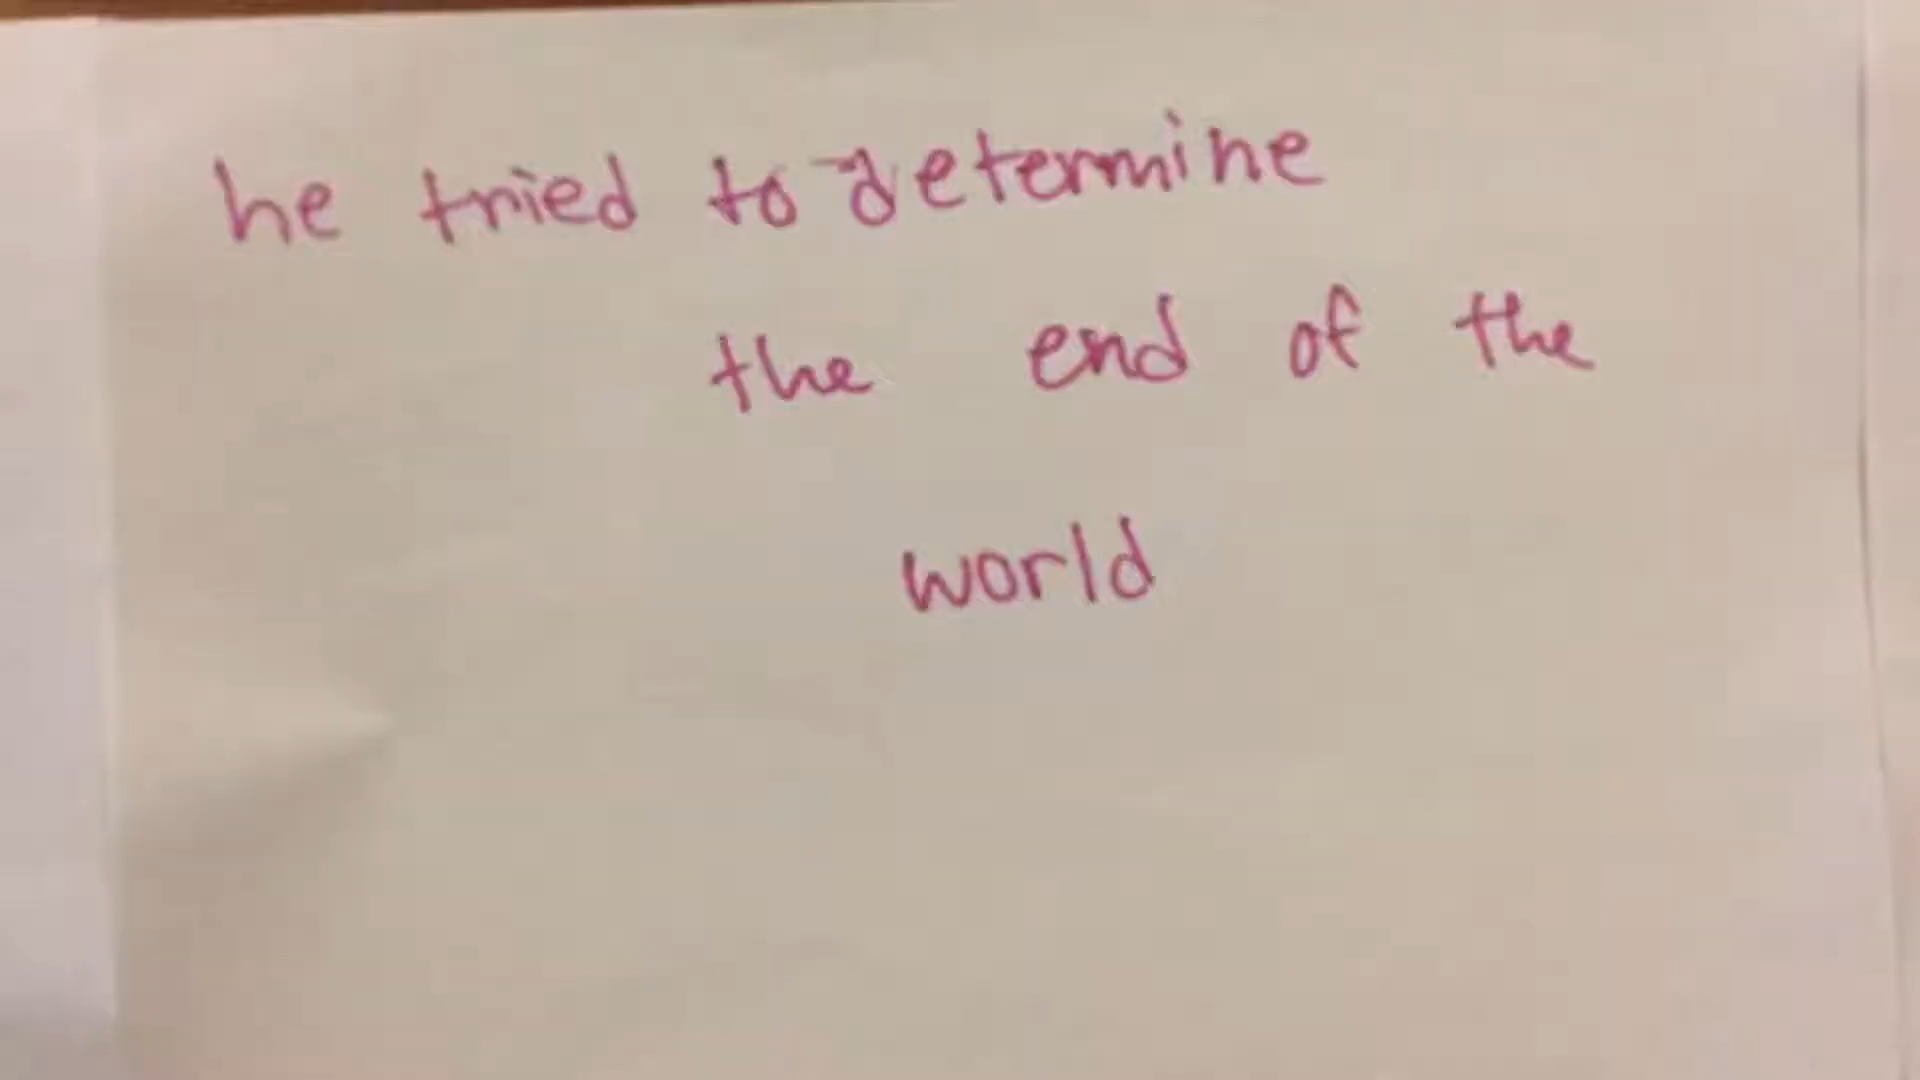 he tried to determine
the end of the
world